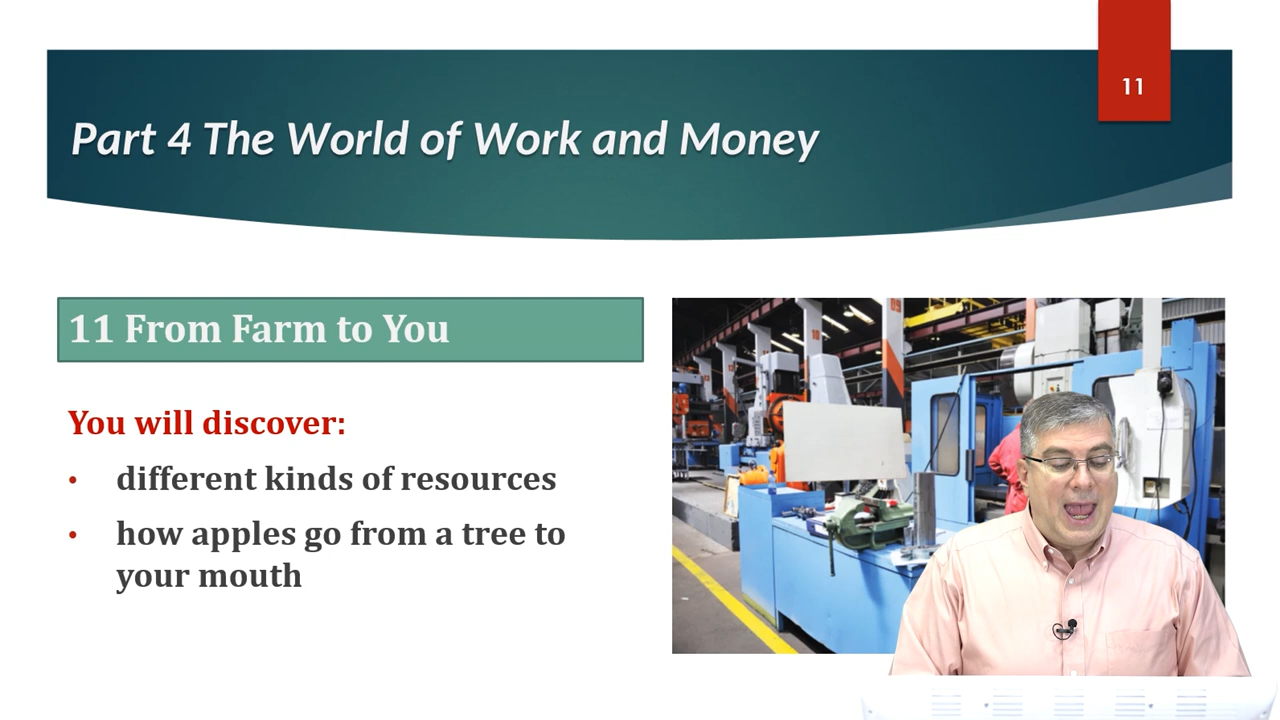 11
Part 4 The World of Work and Money
11 From Farm to You
You will discover:
• different kinds of resources
• how apples go from a tree to
your mouth